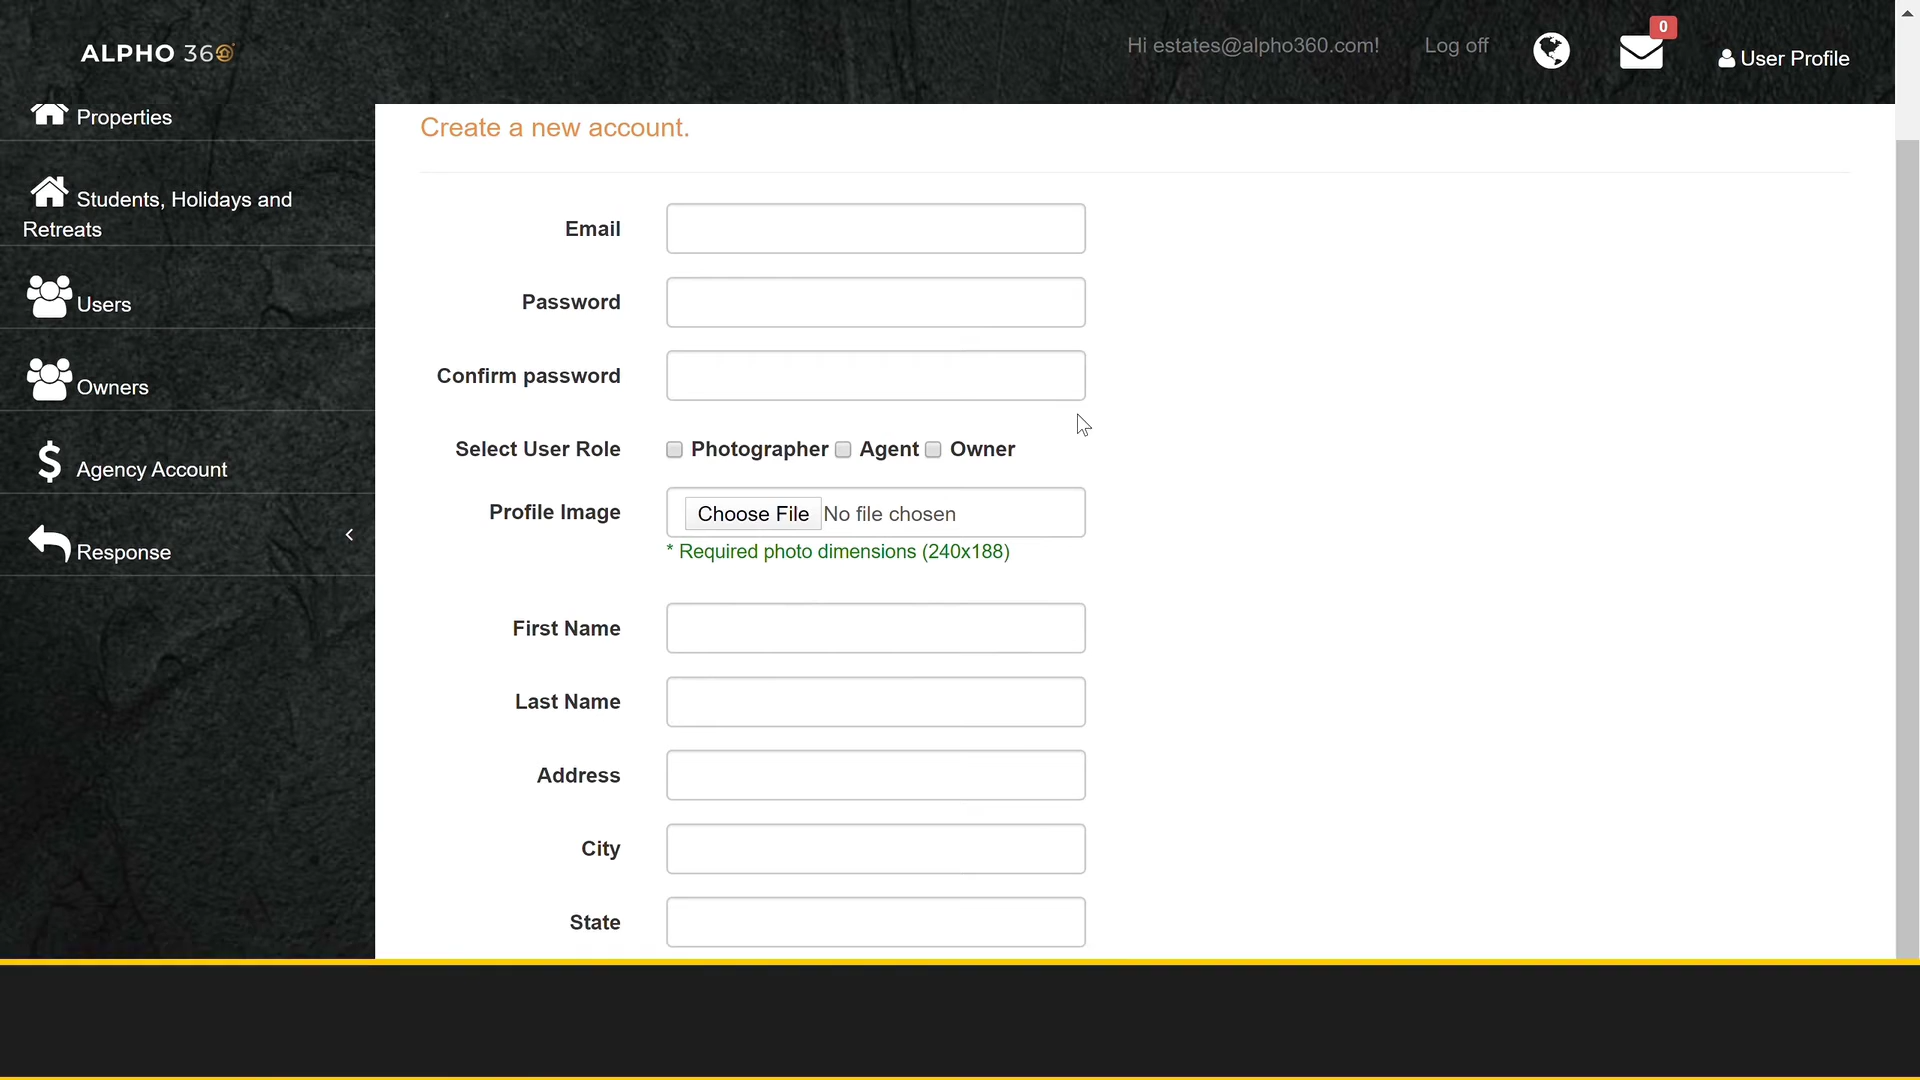 ALPHO 360
Hi estates@alpho360.com!
Log off
0
User Profile
Properties
Students, Holidays and
Retreats
Users
Owners
Agency Account
Response
Create a new account.
Email
Password
Confirm password
Select User Role
Photographer
Agent
Owner
Profile Image
Choose File No file chosen
* Required photo dimensions (240x188)
First Name
Last Name
Address
City
State